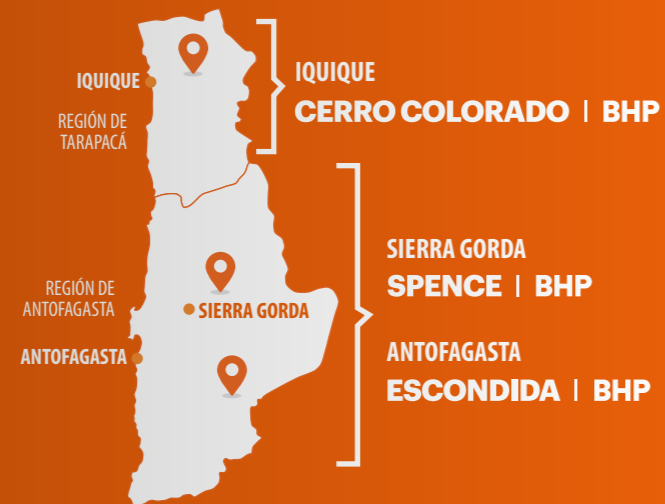 IQUIQUE
REGIÓN DE
TARAPACÁ
IQUIQUE
CERRO COLORADO | BHP
REGIÓN DE
ANTOFAGASTA
SIERRA GORDA
ANTOFAGASTA
SIERRA GORDA
SPENCE | BHP
ANTOFAGASTA
ESCONDIDA | BHP